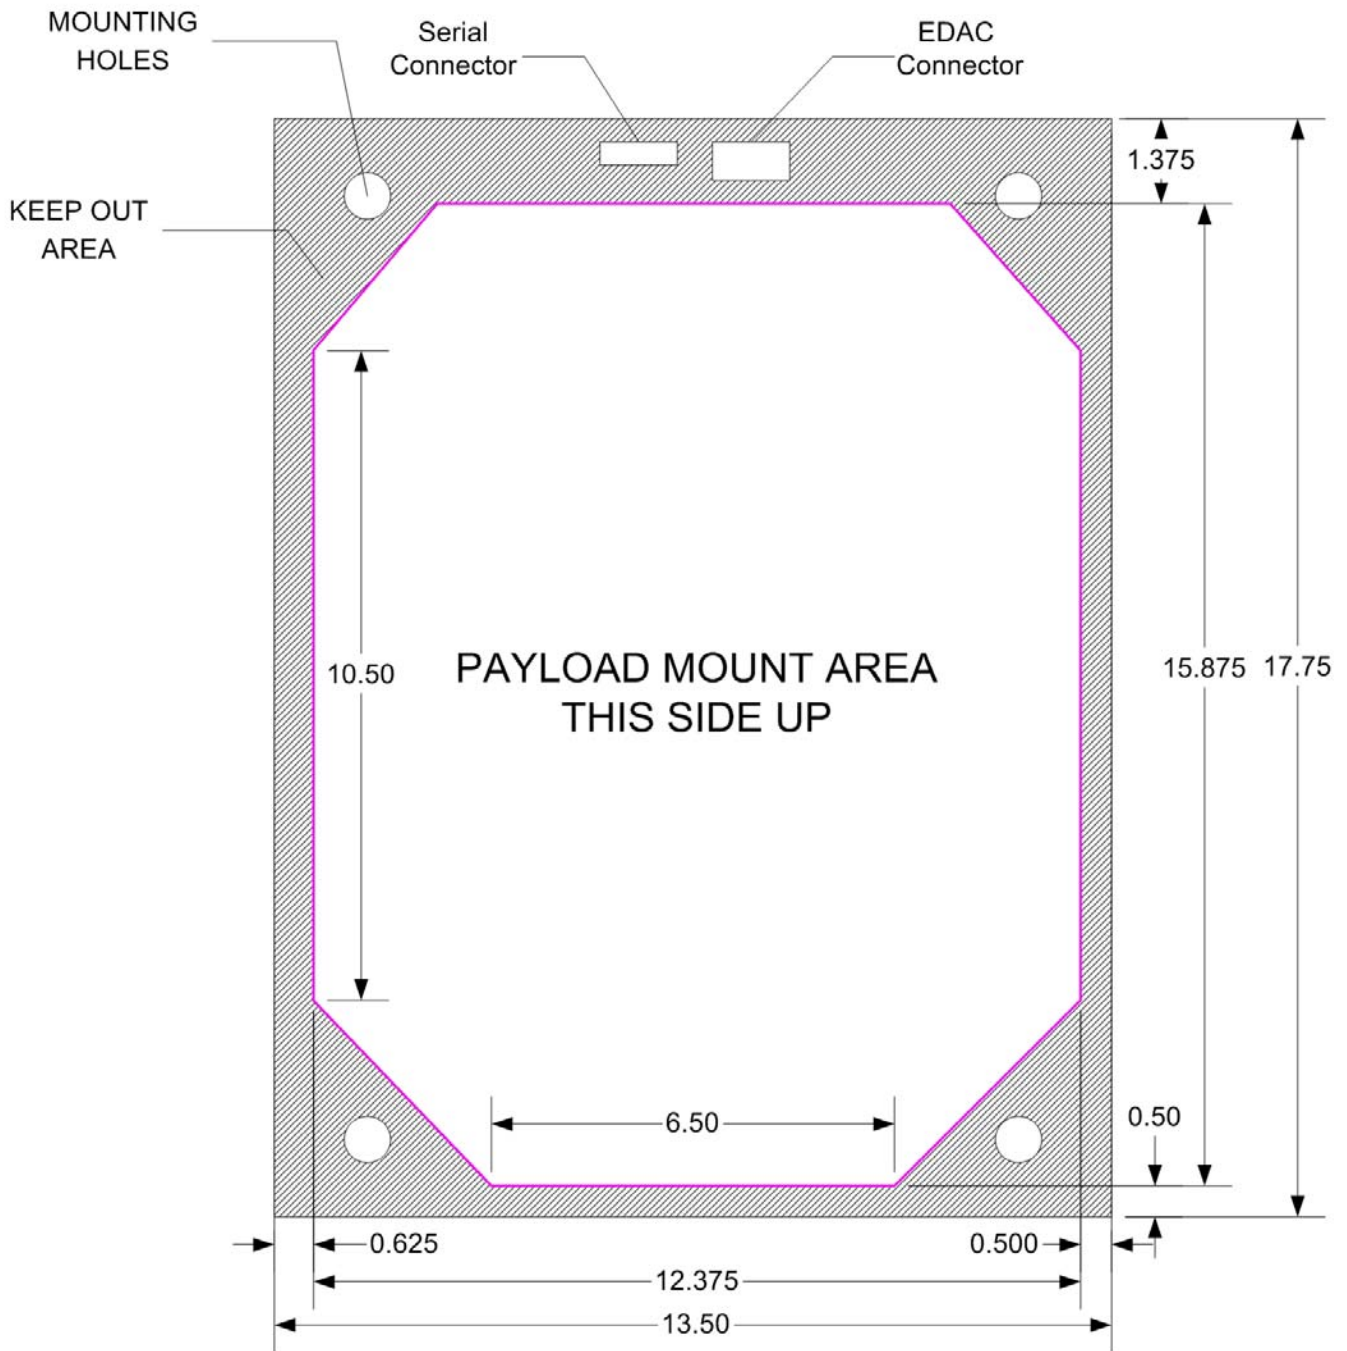 MOUNTING
HOLES
Serial
Connector
EDAC
Connector
1.375
KEEP OUT
AREA
10.50
PAYLOAD MOUNT AREA
THIS SIDE UP
15.875
17.75
6.50
0.50
0.625
0.500
12.375
13.50